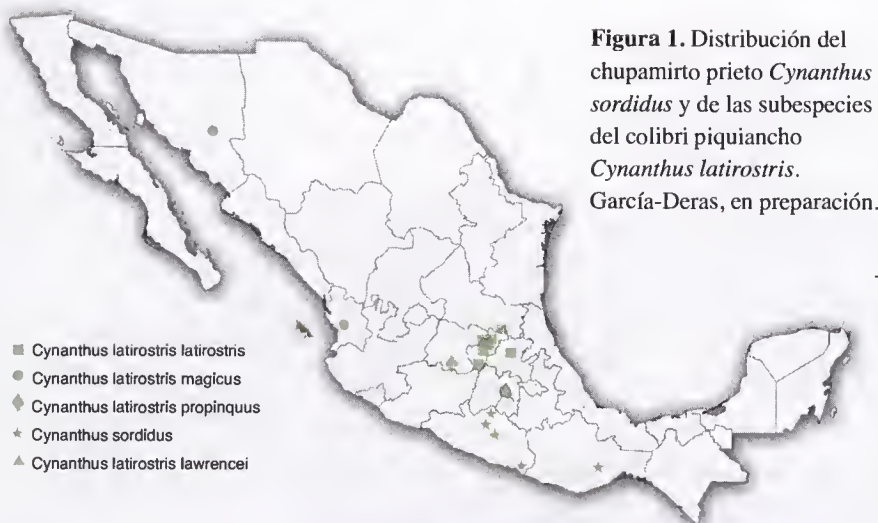 Figura 1. Distribución del
chupamirto prieto Cynanthus
sordidus y de las subespecies
del colibri piquiancho
Cynanthus latirostris.
García-Deras, en preparación.
Cynanthus latirostris latirostris
Cynanthus latirostris magicus
Cynanthus latirostris propinquus
Cynanthus sordidus
Cynanthus latirostris lawrencei